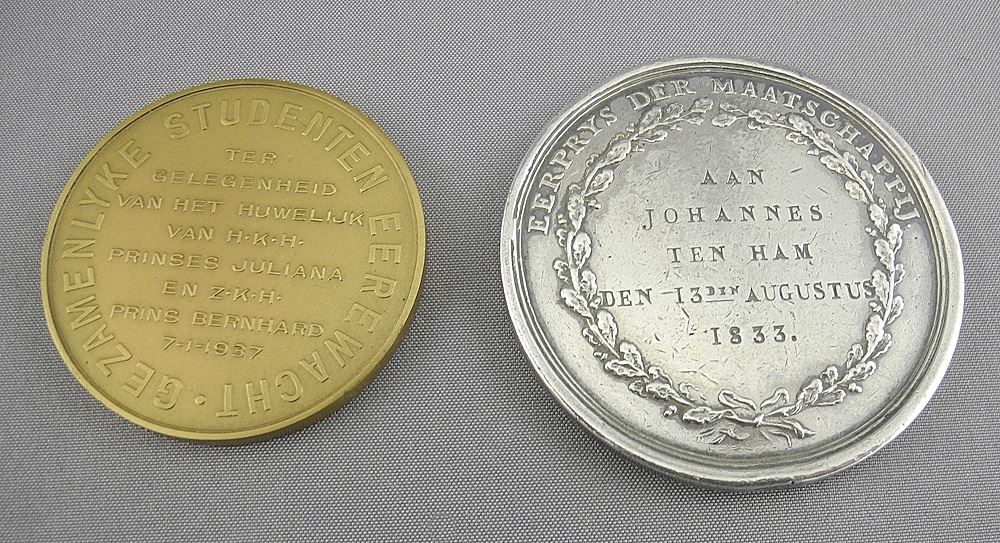 GEZAMENLYKE STUDENTEN EEREWACHT ·
TER
GELEGENHEID
VAN HET HUWELIJK
VAN H·K·H·
PRINSES JULIANA
EN Z·K·H·
PRINS BERNHARD
7-1-1937
EERPRYS DER MAATSCHAPPIJ.
AAN
JOHANNES
TEN HAM
DEN 13DEN AUGUSTUS
1833.